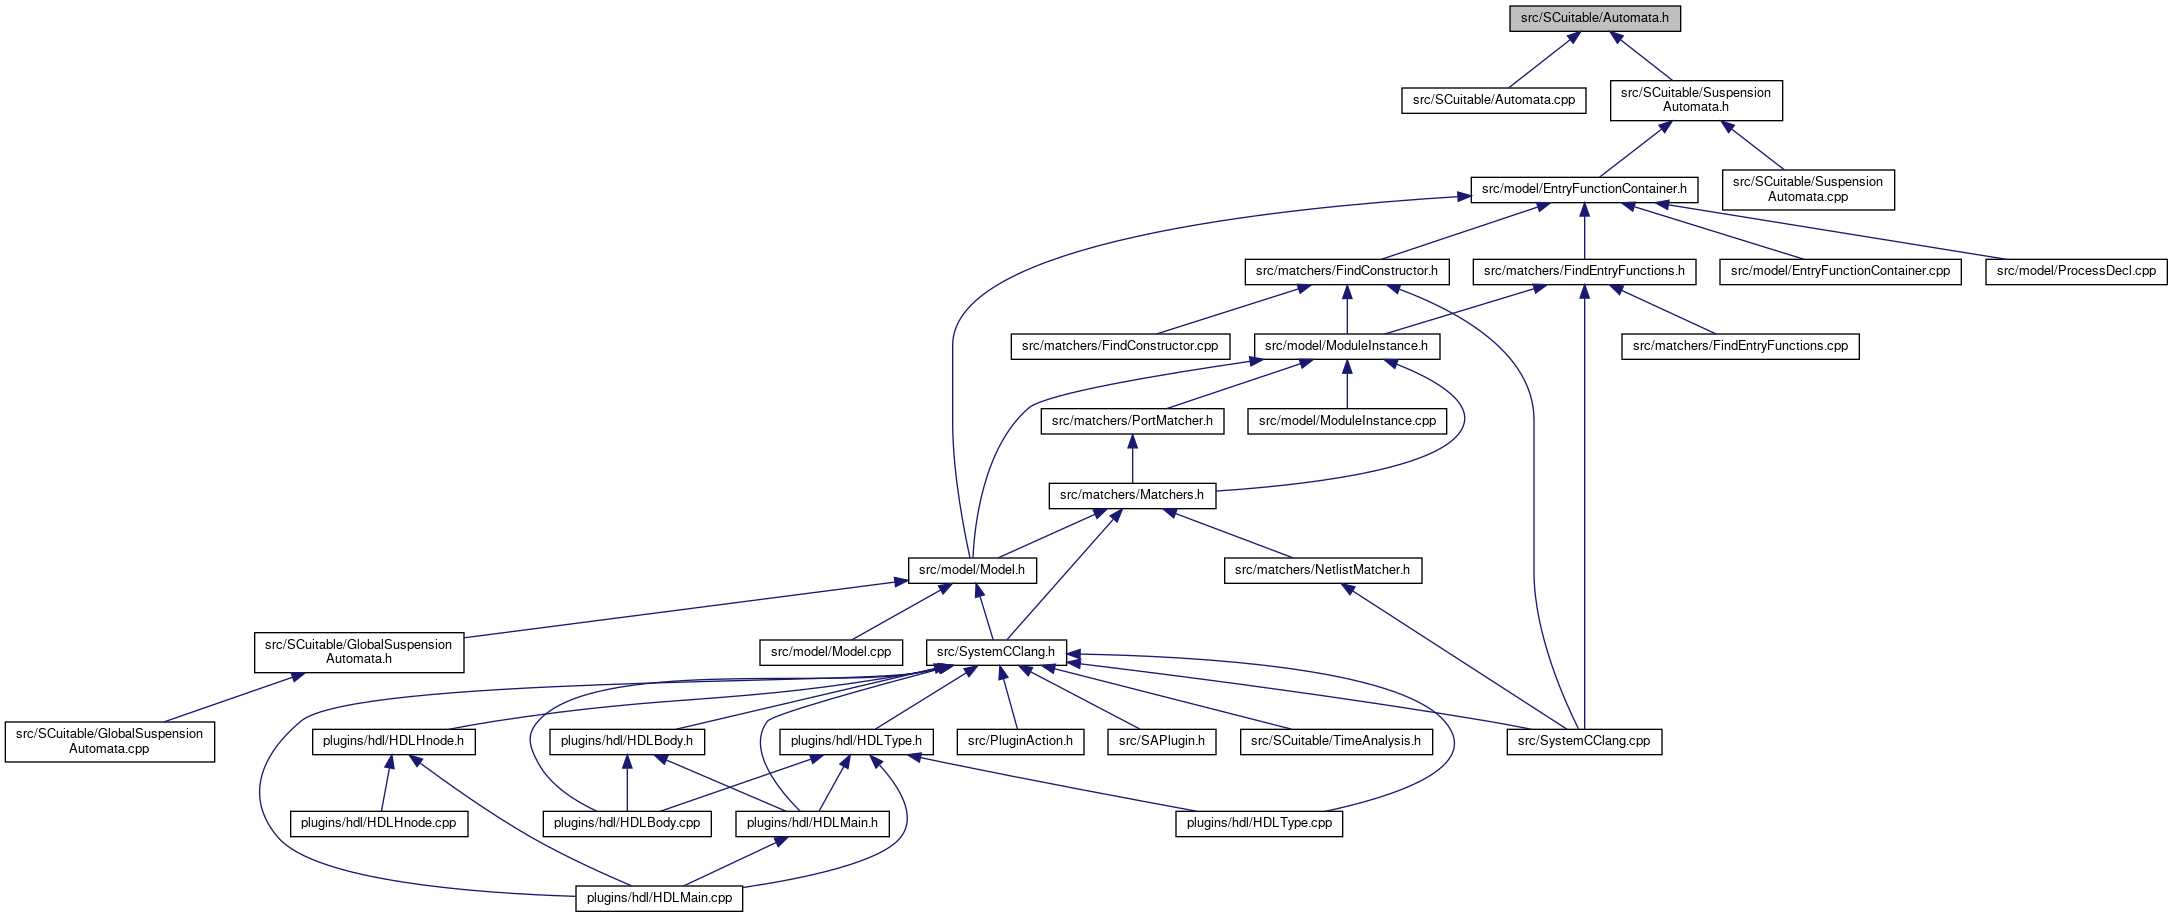 src/SCuitable/Automata.h
src/SCuitable/Automata.cpp
src/SCuitable/Suspension
Automata.h
src/model/EntryFunctionContainer.h
src/SCuitable/Suspension
Automata.cpp
src/matchers/FindConstructor.h
src/matchers/FindEntryFunctions.h
src/model/EntryFunctionContainer.cpp
src/model/ProcessDecl.cpp
src/matchers/FindConstructor.cpp
src/model/ModuleInstance.h
src/matchers/FindEntryFunctions.cpp
src/matchers/PortMatcher.h
src/model/ModuleInstance.cpp
src/matchers/Matchers.h
src/model/Model.h
src/matchers/NetlistMatcher.h
src/SCuitable/GlobalSuspension
Automata.h
src/model/Model.cpp
src/SystemCClang.h
src/SCuitable/GlobalSuspension
Automata.cpp
plugins/hdl/HDLHnode.h
plugins/hdl/HDLBody.h
plugins/hdl/HDLType.h
src/PluginAction.h
src/SAPlugin.h
src/SCuitable/TimeAnalysis.h
src/SystemCClang.cpp
plugins/hdl/HDLHnode.cpp
plugins/hdl/HDLBody.cpp
plugins/hdl/HDLMain.h
plugins/hdl/HDLType.cpp
plugins/hdl/HDLMain.cpp